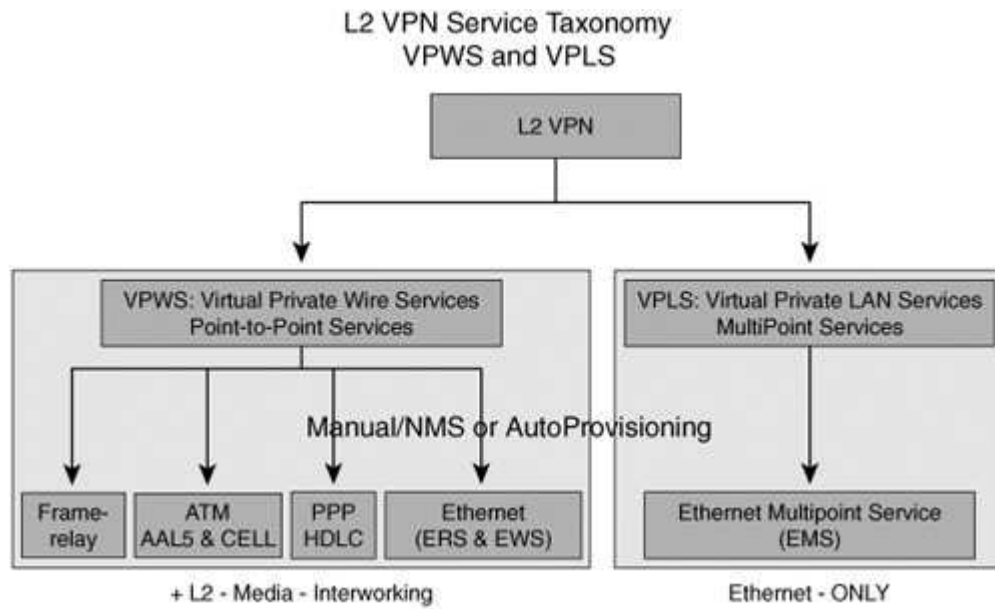 L2 VPN Service Taxonomy
VPWS and VPLS
L2 VPN
VPWS: Virtual Private Wire Services
Point-to-Point Services
VPLS: Virtual Private LAN Services
MultiPoint Services
Manual/NMS or AutoProvisioning
Frame-
relay
ATM
AAL5 & CELL
PPP
HDLC
Ethernet
(ERS & EWS)
Ethernet Multipoint Service
(EMS)
+ L2 - Media - Interworking
Ethernet - ONLY